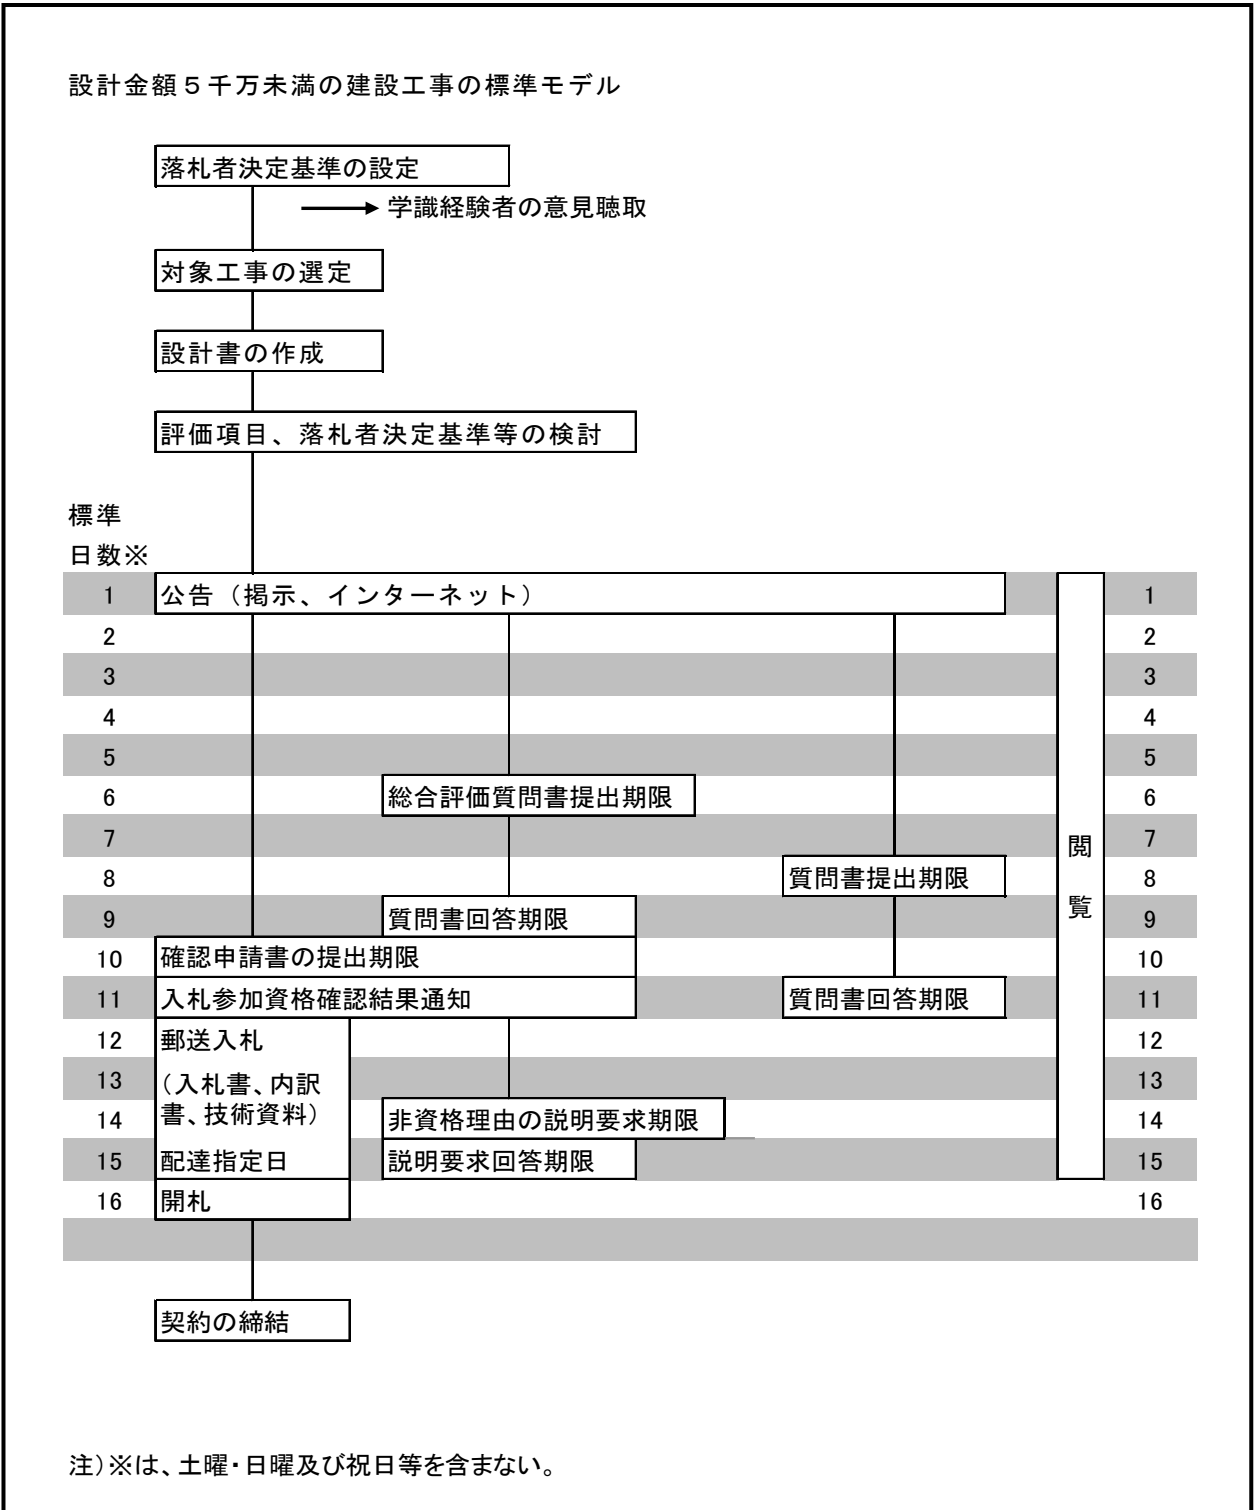 設計金額５千万未満の建設工事の標準モデル
落札者決定基準の設定
学識経験者の意見聴取
対象工事の選定
設計書の作成
評価項目、落札者決定基準等の検討
標準
日数※
1 公告（掲示、インターネット） 1
2 2
3 3
4 4
5 5
6 総合評価質問書提出期限 6
7 7
閲
8 質問書提出期限 8
覧
9 質問書回答期限 9
10 確認申請書の提出期限 10
11 入札参加資格確認結果通知 質問書回答期限 11
12 郵送入札 12
13 （入札書、内訳 13
14 書、技術資料） 非資格理由の説明要求期限 14
15 配達指定日 説明要求回答期限 15
16 開札 16
契約の締結
注）※は、土曜・日曜及び祝日等を含まない。